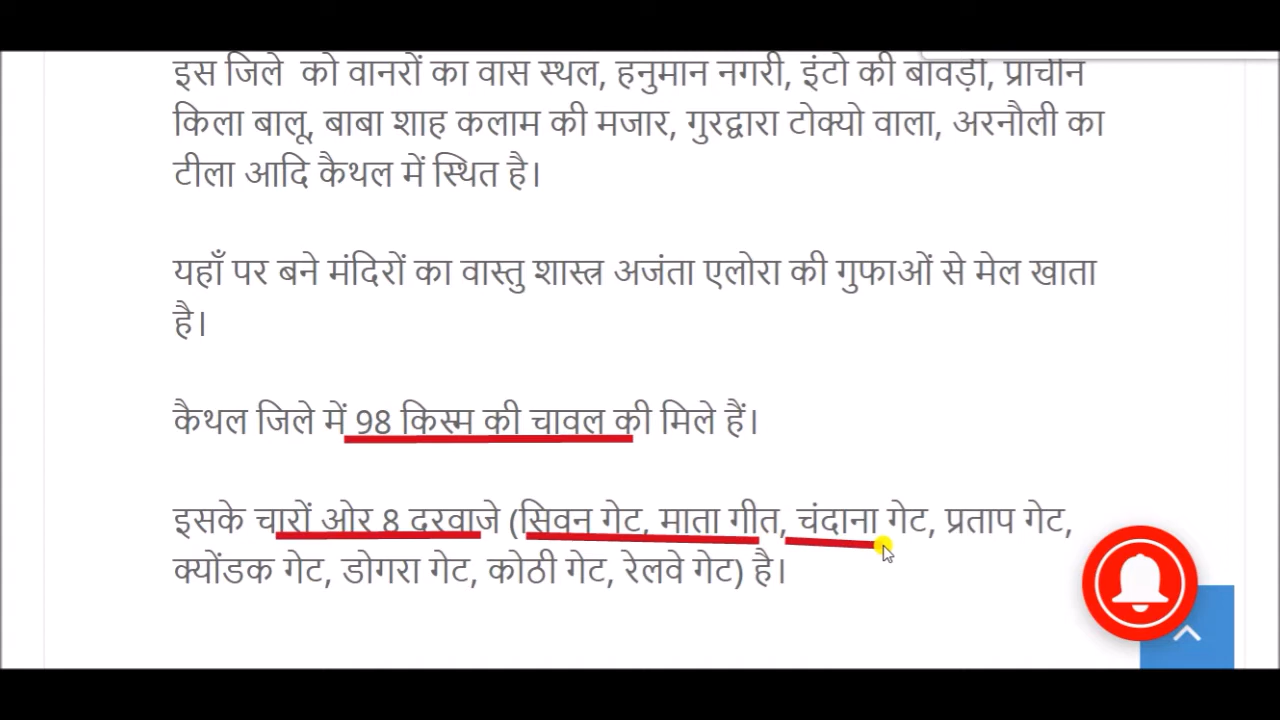 इस जिले को वानरों का वास स्थल, हनुमान नगरी, इंटो की बावड़ी, प्राचीन
किला बालू, बाबा शाह कलाम की मजार, गुरद्वारा टोक्यो वाला, अरनौली का
टीला आदि कैथल में स्थित है।
यहाँ पर बने मंदिरों का वास्तु शास्त्र अजंता एलोरा की गुफाओं से मेल खाता
है।
कैथल जिले में 98 किस्म की चावल की मिले हैं।
इसके चारों ओर 8 दरवाजे (सिवन गेट, माता गीत, चंदाना गेट, प्रताप गेट,
क्योंडक गेट, डोगरा गेट, कोठी गेट, रेलवे गेट) है।